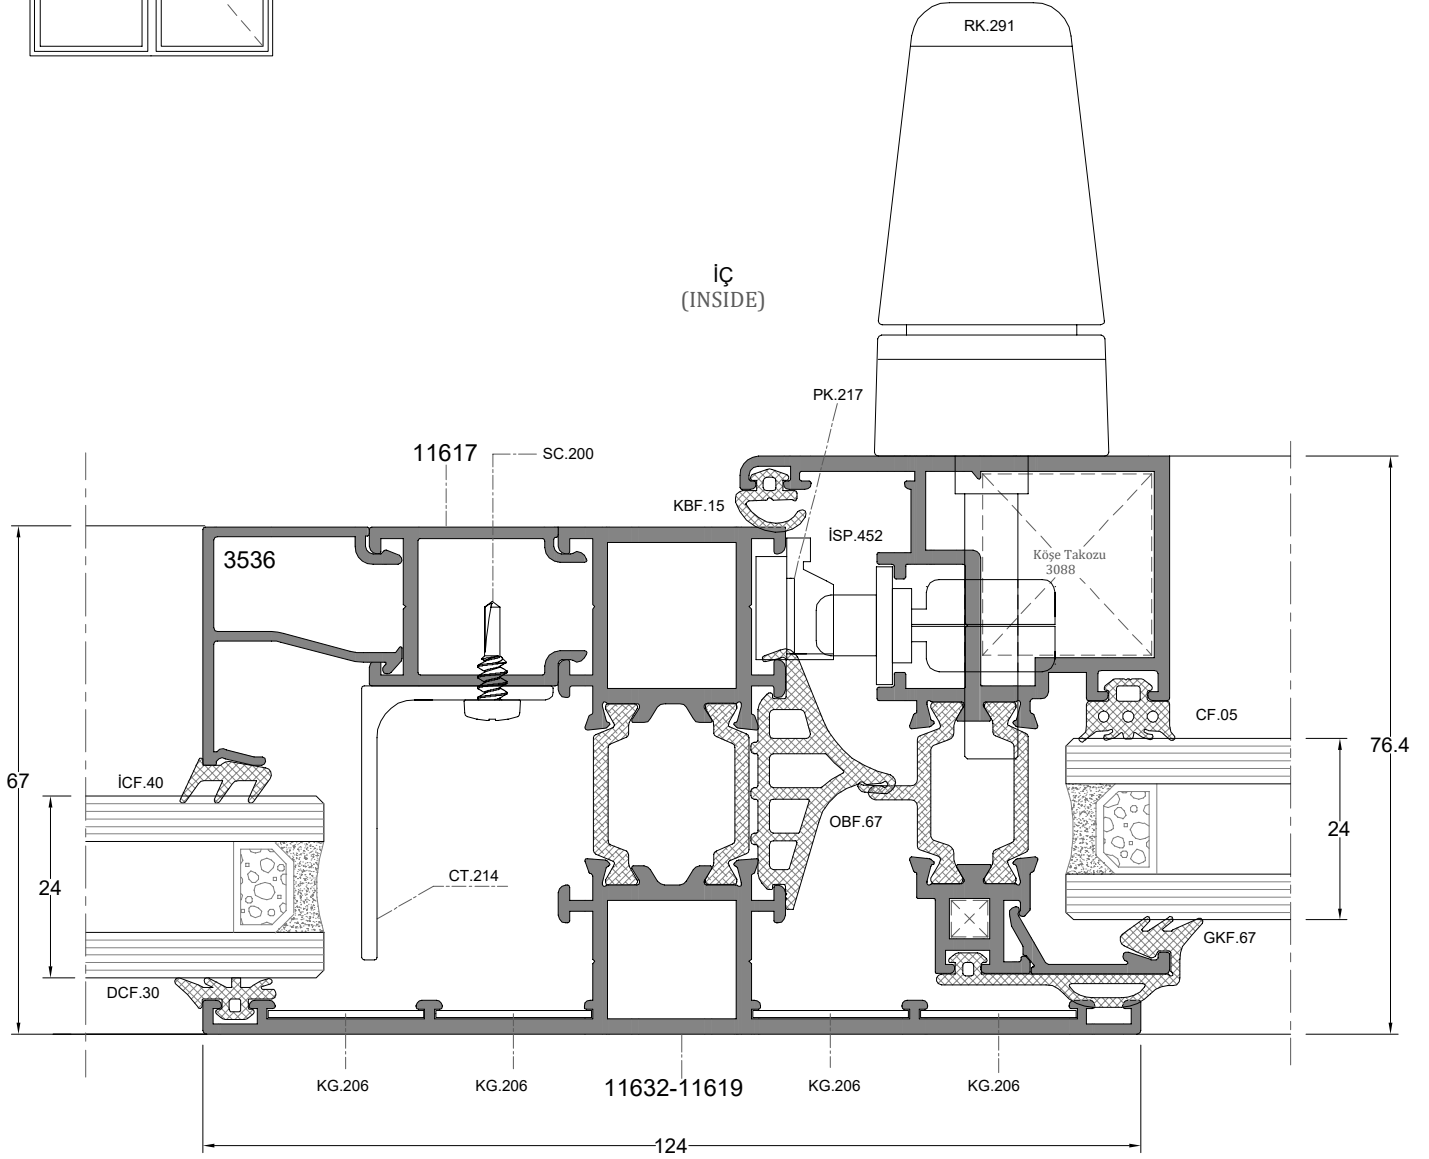 RK.291
İÇ
(INSIDE)
PK.217
11617
SC.200
KBF.15
İSP.452
3536
Köşe Takozu
3088
CF.05
76.4
67
İCF.40
OBF.67
24
CT.214
24
GKF.67
DCF.30
KG.206
KG.206
11632-11619
KG.206
KG.206
124